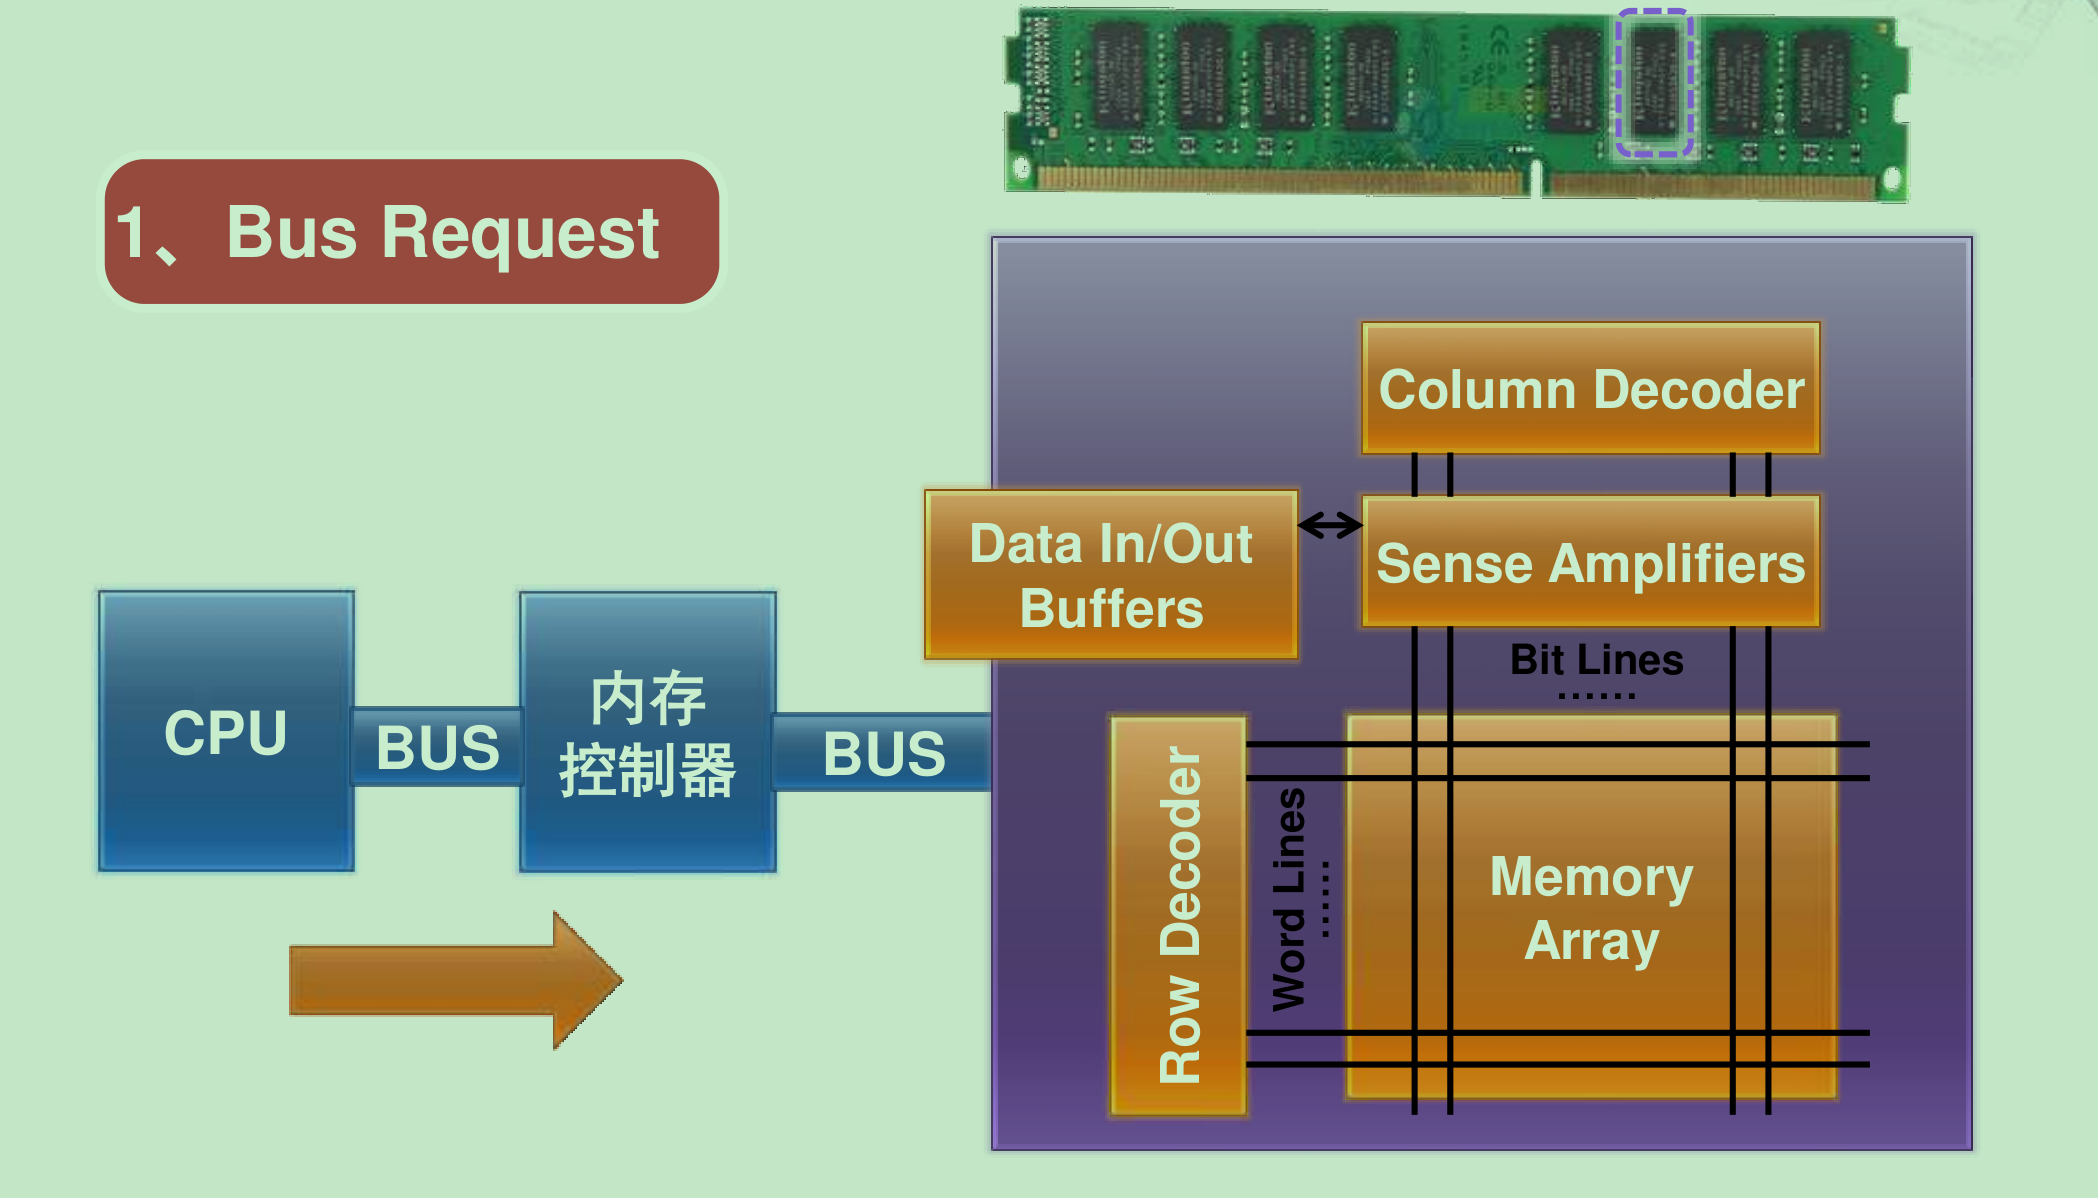 1、 Bus Request
Column Decoder
Data In/Out
Buffers
Sense Amplifiers
Bit Lines
......
CPU
BUS
内存
控制器
BUS
Row Decoder
Word Lines
......
Memory
Array